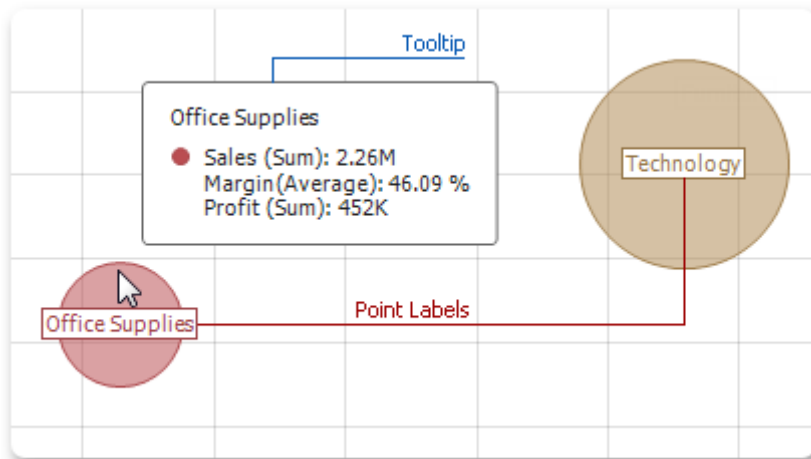 Tooltip
Office Supplies
Sales (Sum): 2.26M
Margin(Average): 46.09 %
Profit (Sum): 452K
Technology
Point Labels
Office Supplies